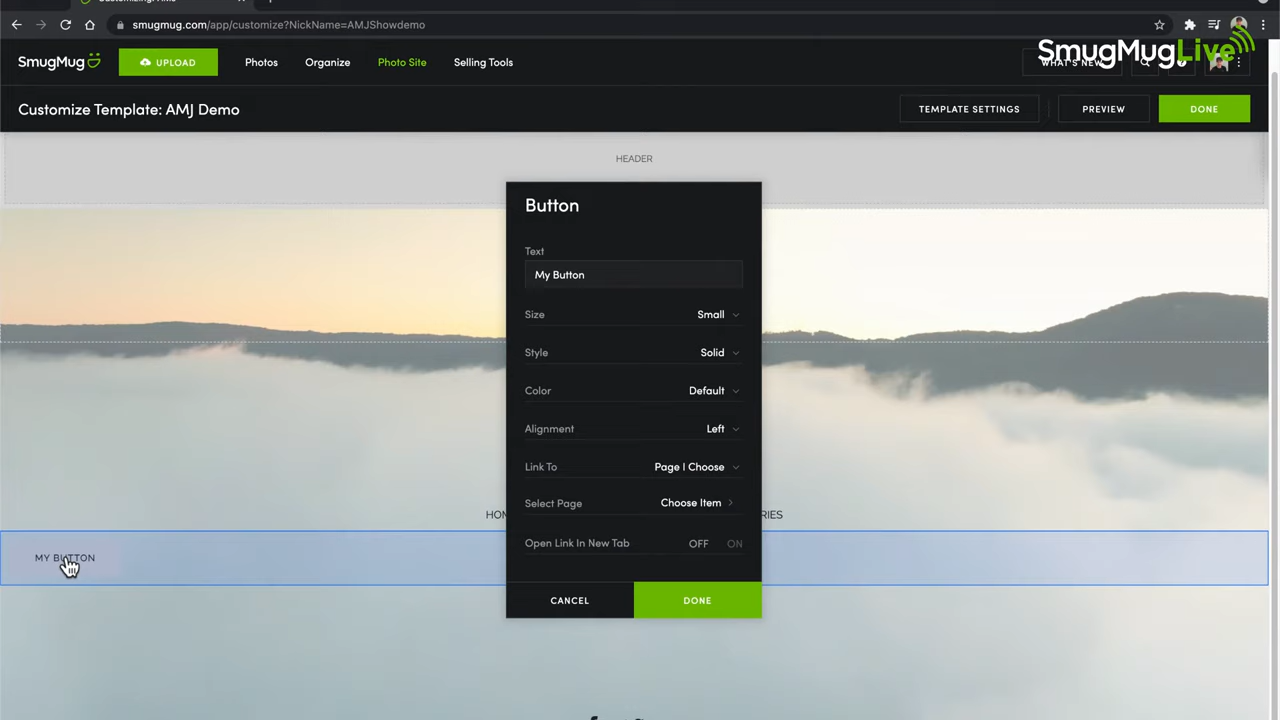 smugmug.com/app/customize?NickName=AMJShowdemo
SmugMug
UPLOAD
Photos
Organize
Photo Site
Selling Tools
WHAT'S NEW
SmugMugLive
Customize Template: AMJ Demo
TEMPLATE SETTINGS
PREVIEW
DONE
HEADER
Button
Text
My Button
Size Small
Style Solid
Color Default
Alignment Left
Link To Page I Choose
Select Page Choose Item
Open Link In New Tab OFF ON
CANCEL DONE
MY BUTTON